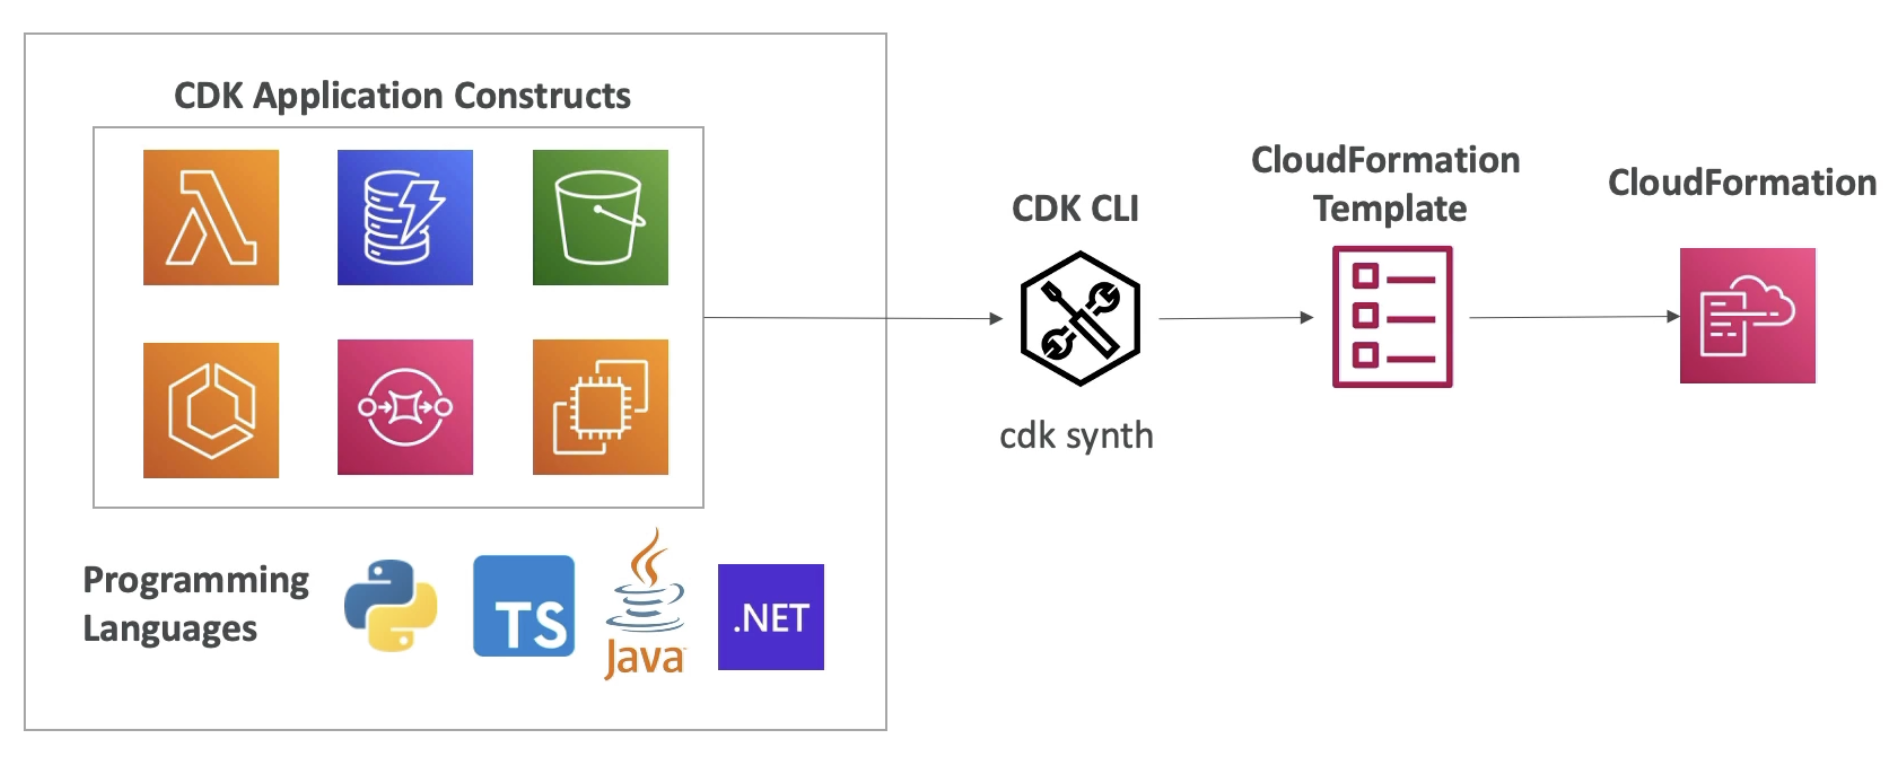 CDK Application Constructs
CloudFormation
Template
CloudFormation
CDK CLI
cdk synth
Programming
Languages
TS
Java
.NET